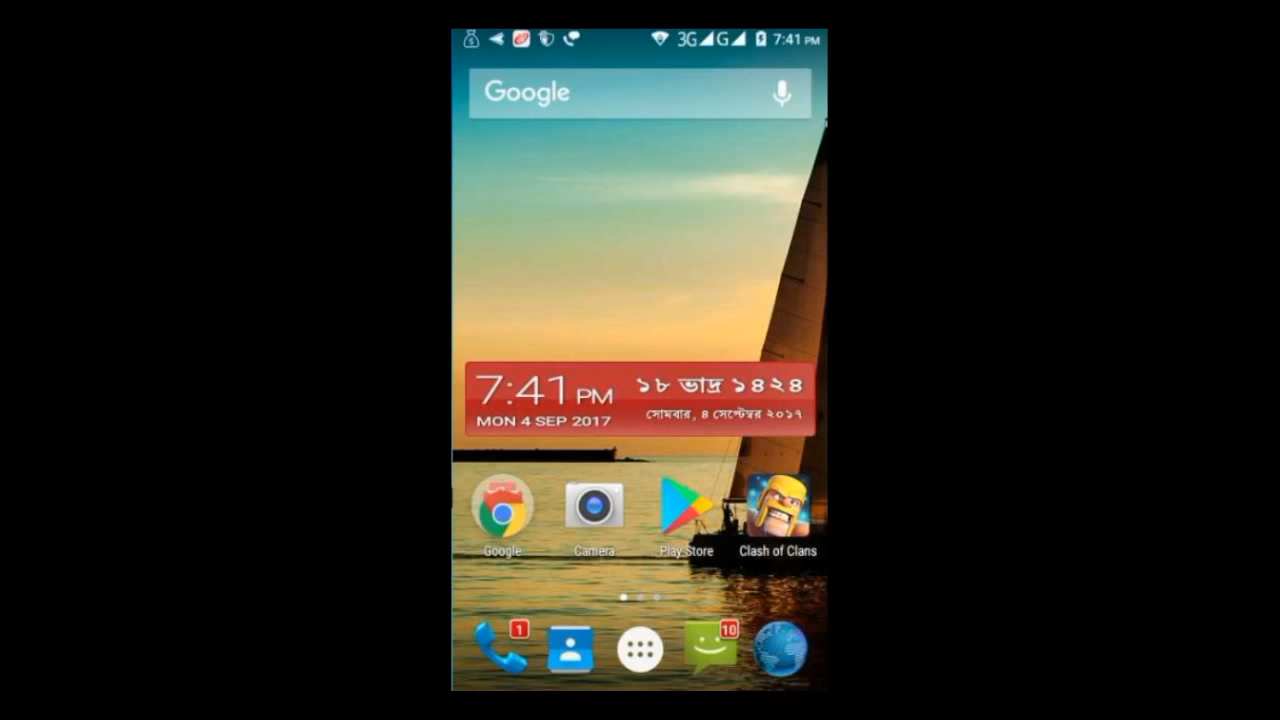 3G G 7:41 PM
Google
7:41 PM
MON 4 SEP 2017
১৮ ভাদ্র ১৪২৪
সোমবার, ৪ সেপ্টেম্বর ২০১৭
Google Camera Play Store Clash of Clans
1 10